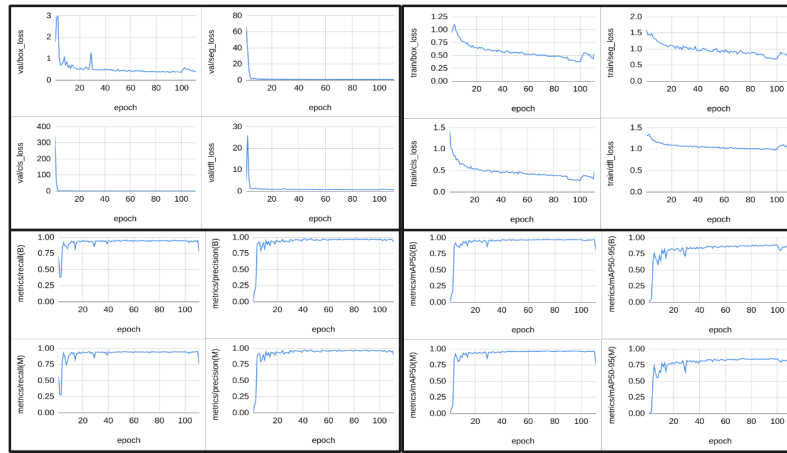 val/box_loss
3
2
1
0
20 40 60 80 100
epoch
val/seg_loss
80
60
40
20
0
20 40 60 80 100
epoch
train/box_loss
1.25
1.00
0.75
0.50
0.25
0.00
20 40 60 80 100
epoch
train/seg_loss
2.0
1.5
1.0
0.5
0.0
20 40 60 80 100
epoch
val/cls_loss
400
300
200
100
0
20 40 60 80 100
epoch
val/dfl_loss
30
20
10
0
20 40 60 80 100
epoch
train/cls_loss
1.5
1.0
0.5
0.0
20 40 60 80 100
epoch
train/dfl_loss
1.5
1.0
0.5
0.0
20 40 60 80 100
epoch
metrics/recall(B)
1.00
0.75
0.50
0.25
0.00
20 40 60 80 100
epoch
metrics/precision(B)
1.00
0.75
0.50
0.25
0.00
20 40 60 80 100
epoch
metrics/mAP50(B)
1.00
0.75
0.50
0.25
0.00
20 40 60 80 100
epoch
metrics/mAP50-95(B)
1.00
0.75
0.50
0.25
0.00
20 40 60 80 100
epoch
metrics/recall(M)
1.00
0.75
0.50
0.25
0.00
20 40 60 80 100
epoch
metrics/precision(M)
1.00
0.75
0.50
0.25
0.00
20 40 60 80 100
epoch
metrics/mAP50(M)
1.00
0.75
0.50
0.25
0.00
20 40 60 80 100
epoch
metrics/mAP50-95(M)
1.00
0.75
0.50
0.25
0.00
20 40 60 80 100
epoch